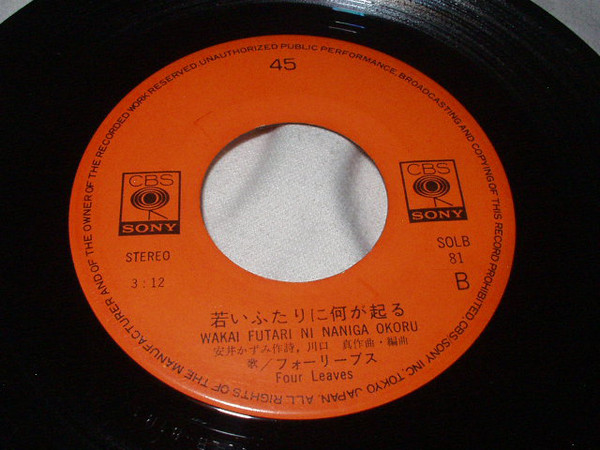 ALL RIGHTS OF THE MANUFACTURER AND OF THE OWNER OF THE RECORDED WORK RESERVED. UNAUTHORIZED PUBLIC PERFORMANCE, BROADCASTING AND COPYING OF THIS RECORD PROHIBITED. CBS/SONY INC. TOKYO JAPAN.
45
CBS
SONY
CBS
SONY
STEREO
3:12
SOLB
81
B
若いふたりに何が起る
WAKAI FUTARI NI NANIGA OKORU
安井かずみ作詩,川口 真作曲・編曲
歌/フォーリーブス
Four Leaves